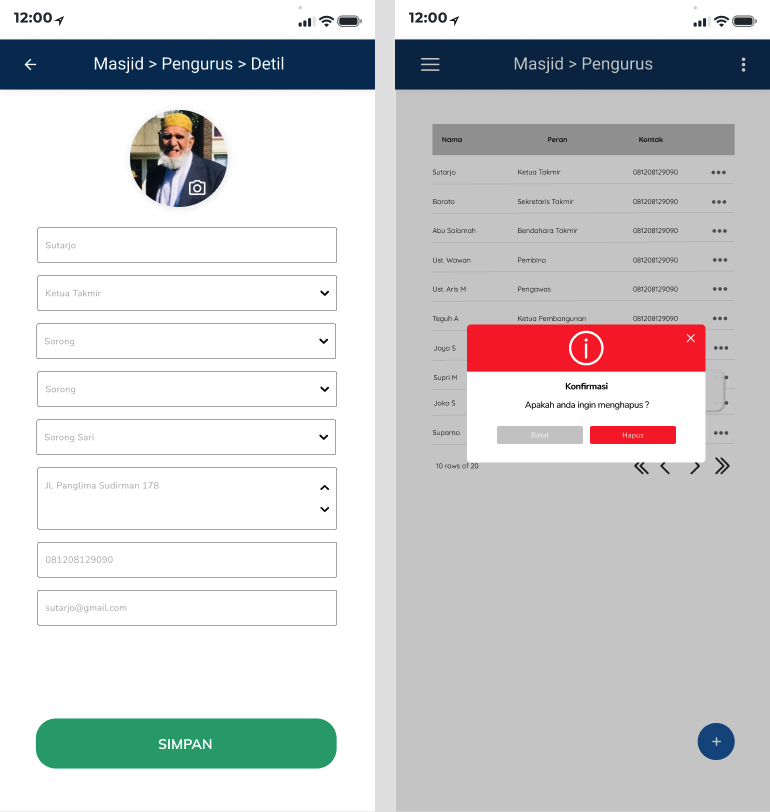 12:00
Masjid > Pengurus > Detil
Sutarjo
Ketua Takmir
Sorong
Sorong
Sorong Sari
Jl. Panglima Sudirman 178
081208129090
sutarjo@gmail.com
SIMPAN
12:00
Masjid > Pengurus
Nama Peran Kontak
Sutarjo Ketua Takmir 081208129090
Baroto Sekretaris Takmir 081208129090
Abu Salamah Bendahara Takmir 081208129090
Ust. Wawan Pembina 081208129090
Ust. Aris M Pengawas 081208129090
Teguh A Ketua Pembangunan 081208129090
Joyo S
Supri M
Joko S
Suparno
Konfirmasi
Apakah anda ingin menghapus ?
Batal Hapus
10 rows of 20